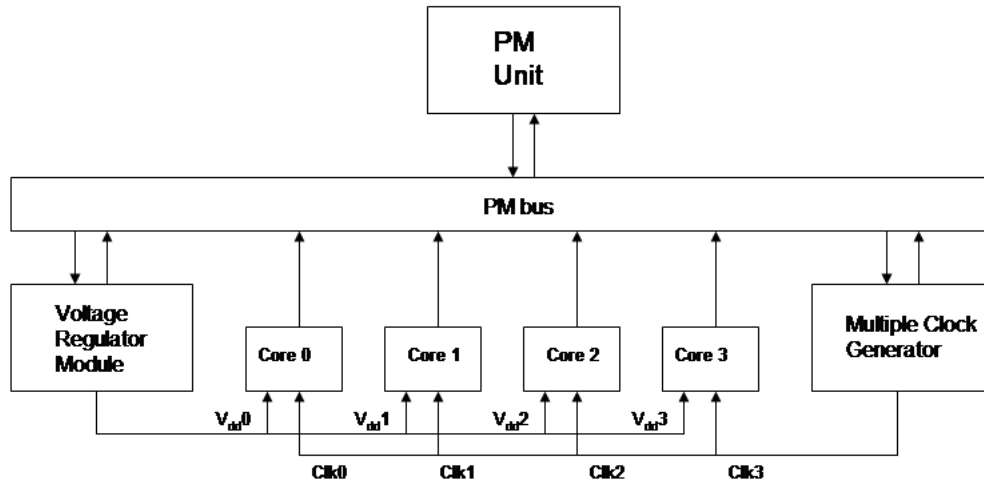 PM
Unit
PM bus
Voltage
Regulator
Module
Core 0
Core 1
Core 2
Core 3
Multiple Clock
Generator
Vdd0
Vdd1
Vdd2
Vdd3
Clk0
Clk1
Clk2
Clk3